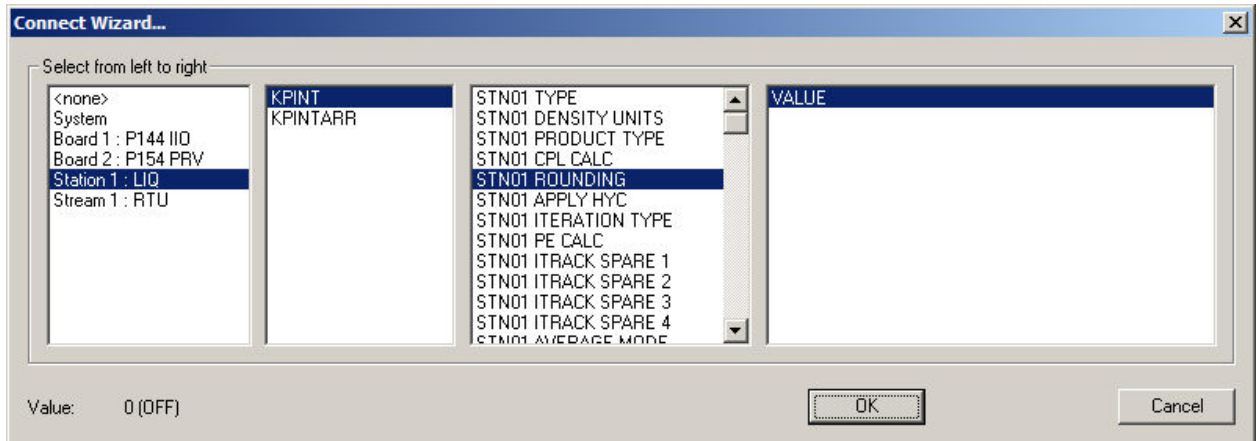 Connect Wizard...
Select from left to right
<none>
System
Board 1 : P144 IIO
Board 2 : P154 PRV
Station 1 : LIQ
Stream 1 : RTU
KPINT
KPINTARR
STN01 TYPE
STN01 DENSITY UNITS
STN01 PRODUCT TYPE
STN01 CPL CALC
STN01 ROUNDING
STN01 APPLY HYC
STN01 ITERATION TYPE
STN01 PE CALC
STN01 ITRACK SPARE 1
STN01 ITRACK SPARE 2
STN01 ITRACK SPARE 3
STN01 ITRACK SPARE 4
STN01 AVERAGE MODE
VALUE
Value: 0 (OFF)
OK
Cancel